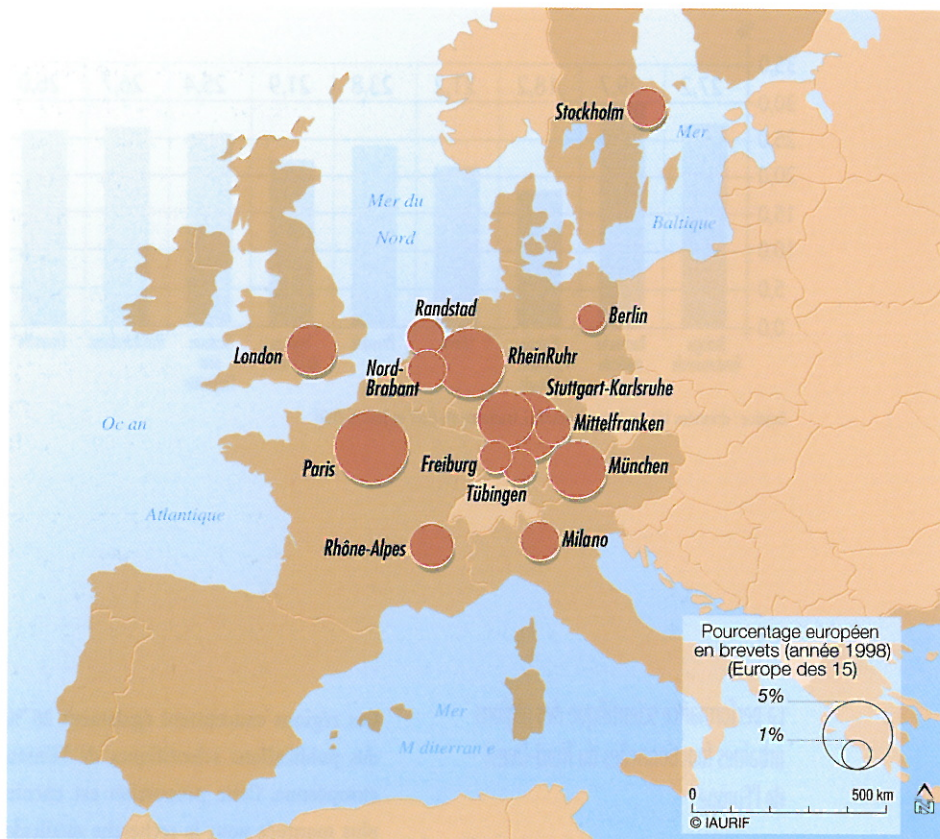 Stockholm
Mer
Mer du
Nord
Baltique
Randstad
Berlin
London
RheinRuhr
Nord-
Brabant
Stuttgart-Karlsruhe
Oc an
Mittelfranken
Paris
Freiburg
München
Tübingen
Atlantique
Rhône-Alpes
Milano
Mer
M diterran e
Pourcentage européen
en brevets (année 1998)
(Europe des 15)
5%
1%
0 500 km
© IAURIF
N